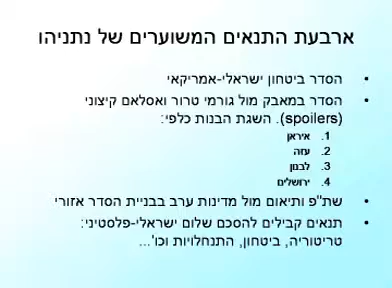 ארבעת התנאים המשוערים של נתניהו
• הסדר ביטחון ישראלי-אמריקאי
• הסדר במאבק מול גורמי טרור ואסלאם קיצוני
(spoilers). השגת הבנות כלפי:
1. איראן
2. עזה
3. לבנון
4. ירושלים
• שת"פ ותיאום מול מדינות ערב בבניית הסדר אזורי
• תנאים קבילים להסכם שלום ישראלי-פלסטיני:
טריטוריה, ביטחון, התנחלויות וכו'...